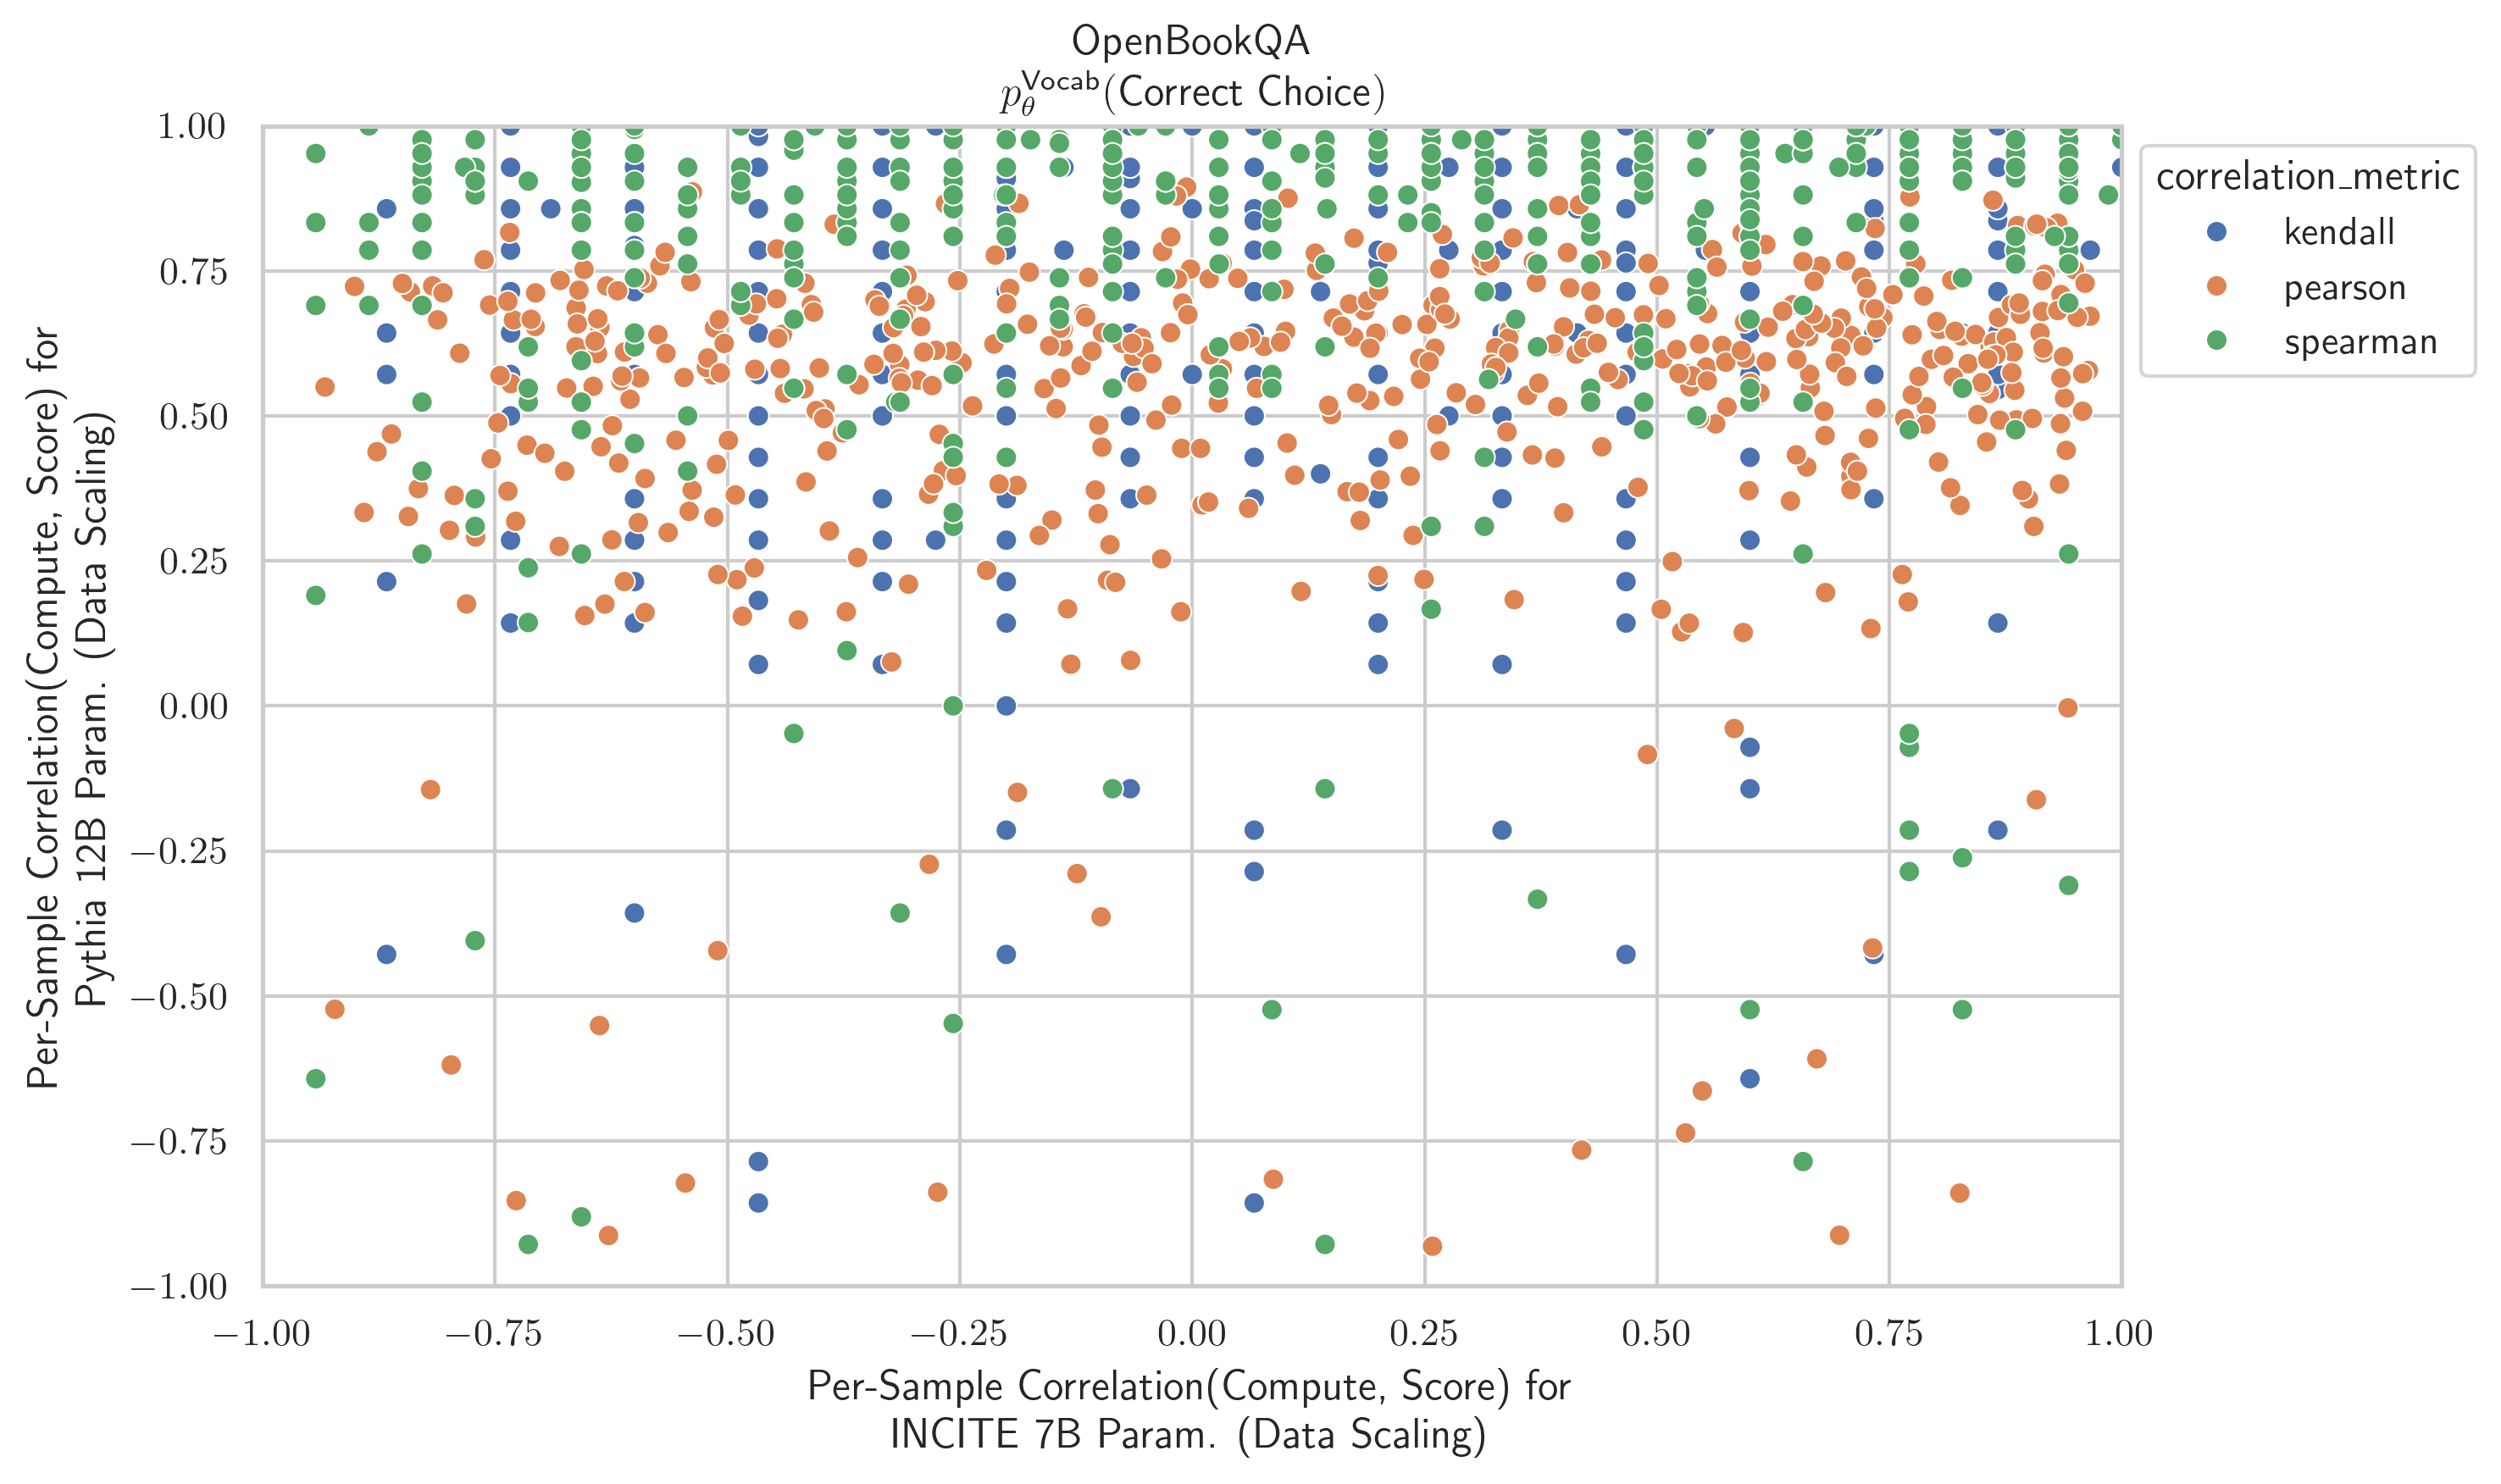 OpenBookQA
p_θ^Vocab(Correct Choice)
Per-Sample Correlation(Compute, Score) for
Pythia 12B Param. (Data Scaling)
1.00
0.75
0.50
0.25
0.00
−0.25
−0.50
−0.75
−1.00
−1.00 −0.75 −0.50 −0.25 0.00 0.25 0.50 0.75 1.00
Per-Sample Correlation(Compute, Score) for
INCITE 7B Param. (Data Scaling)
correlation_metric
kendall
pearson
spearman